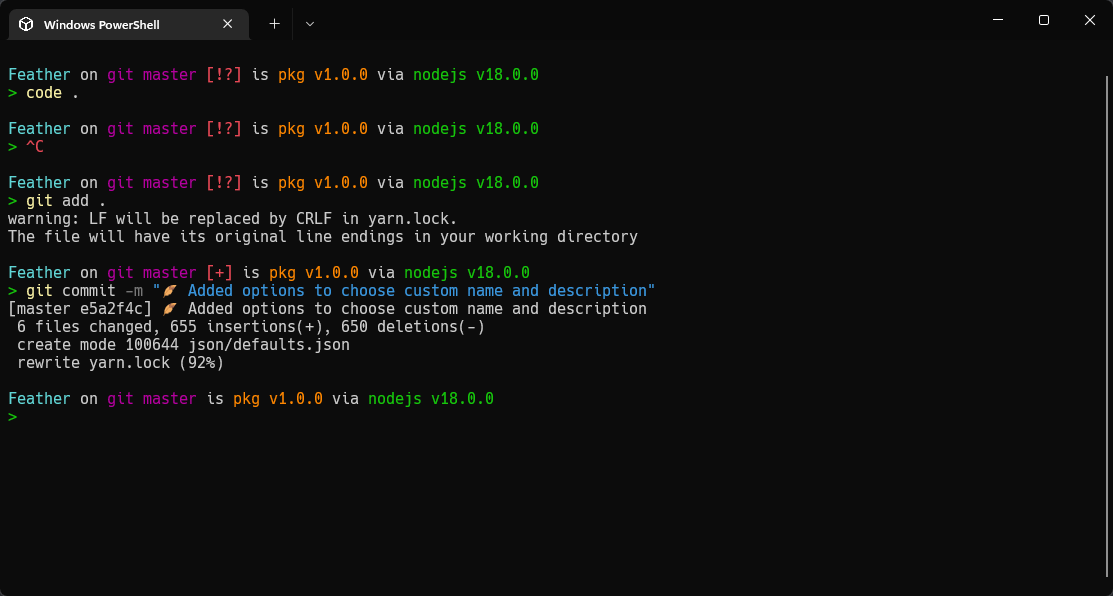 Windows PowerShell
Feather on git master [!?] is pkg v1.0.0 via nodejs v18.0.0
> code .
Feather on git master [!?] is pkg v1.0.0 via nodejs v18.0.0
> ^C
Feather on git master [!?] is pkg v1.0.0 via nodejs v18.0.0
> git add .
warning: LF will be replaced by CRLF in yarn.lock.
The file will have its original line endings in your working directory
Feather on git master [+] is pkg v1.0.0 via nodejs v18.0.0
> git commit -m "🪶 Added options to choose custom name and description"
[master e5a2f4c] 🪶 Added options to choose custom name and description
6 files changed, 655 insertions(+), 650 deletions(-)
create mode 100644 json/defaults.json
rewrite yarn.lock (92%)
Feather on git master is pkg v1.0.0 via nodejs v18.0.0
>